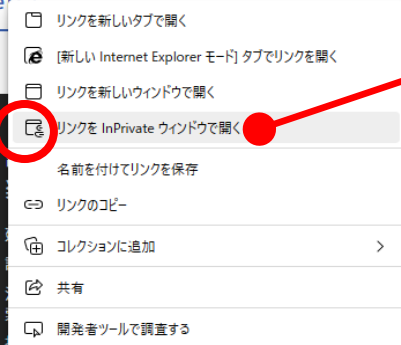 リンクを新しいタブで開く
[新しい Internet Explorer モード] タブでリンクを開く
リンクを新しいウィンドウで開く
リンクを InPrivate ウィンドウで開く
名前を付けてリンクを保存
リンクのコピー
コレクションに追加
共有
開発者ツールで調査する